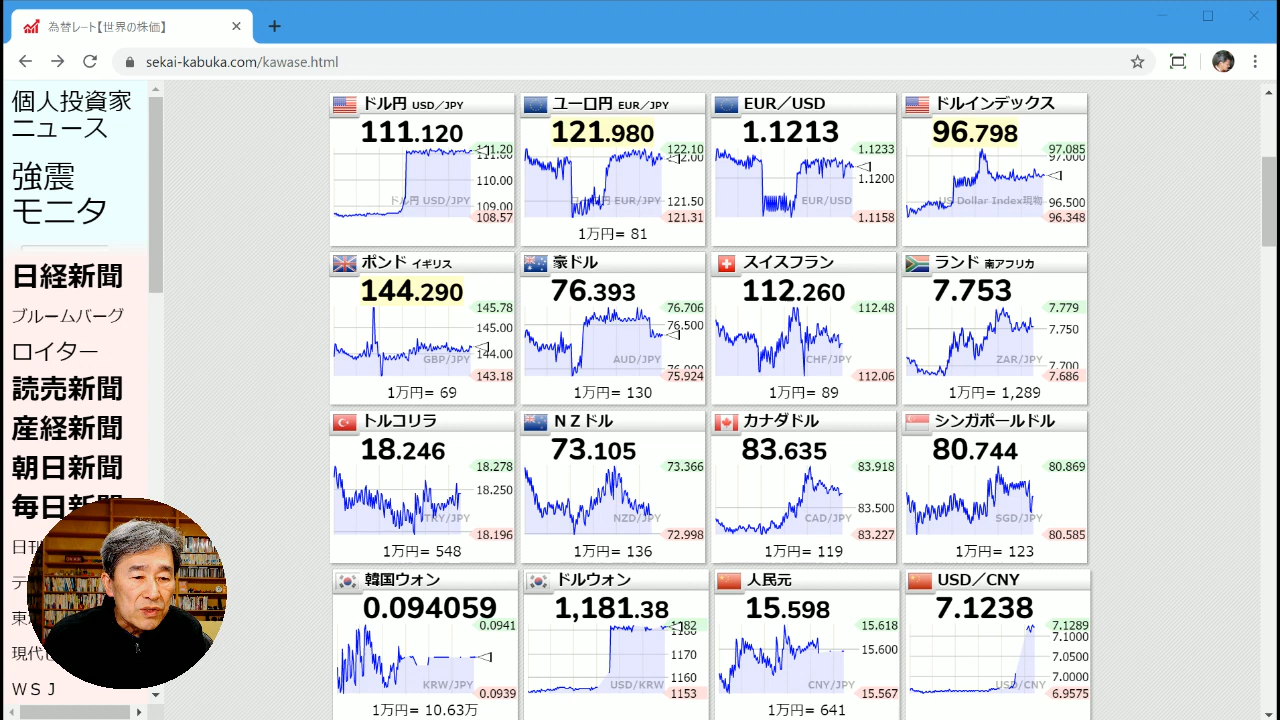 為替レート【世界の株価】
sekai-kabuka.com/kawase.html
個人投資家
ニュース
強震
モニタ
日経新聞
ブルームバーグ
ロイター
読売新聞
産経新聞
朝日新聞
毎日新聞
日刊
現代
ＷＳＪ
ドル円 USD／JPY
111.120
111.00
110.00
109.00
108.57
ドル円 USD/JPY
ユーロ円 EUR／JPY
121.980
122.10
121.50
121.31
ユーロ円 EUR/JPY
1万円= 81
EUR／USD
1.1213
1.1233
1.1200
1.1158
EUR/USD
ドルインデックス
96.798
97.085
97.000
96.500
96.348
US Dollar Index現物
ポンド イギリス
144.290
145.78
145.00
144.00
143.18
GBP/JPY
1万円= 69
豪ドル
76.393
76.706
76.500
75.924
AUD/JPY
1万円= 130
スイスフラン
112.260
112.48
112.06
CHF/JPY
1万円= 89
ランド 南アフリカ
7.753
7.779
7.750
7.700
7.686
ZAR/JPY
1万円= 1,289
トルコリラ
18.246
18.278
18.250
18.196
TRY/JPY
1万円= 548
ＮＺドル
73.105
73.366
72.998
NZD/JPY
1万円= 136
カナダドル
83.635
83.918
83.500
83.227
CAD/JPY
1万円= 119
シンガポールドル
80.744
80.869
80.585
SGD/JPY
1万円= 123
韓国ウォン
0.094059
0.0941
0.0939
KRW/JPY
1万円= 10.63万
ドルウォン
1,181.38
1182
1180
1170
1160
1153
USD/KRW
人民元
15.598
15.618
15.600
15.567
CNY/JPY
1万円= 641
USD／CNY
7.1238
7.1289
7.1000
7.0500
7.0000
6.9575
USD/CNY